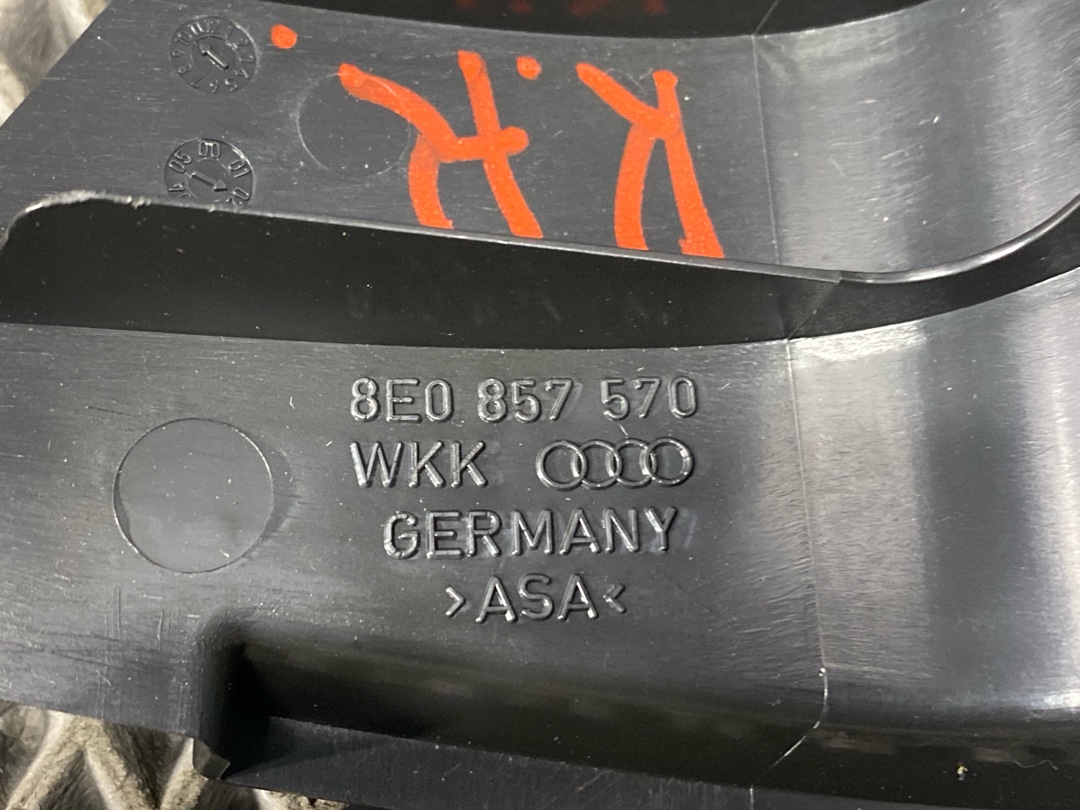 K.H.
8E0 857 570
WKK
GERMANY
>ASA<